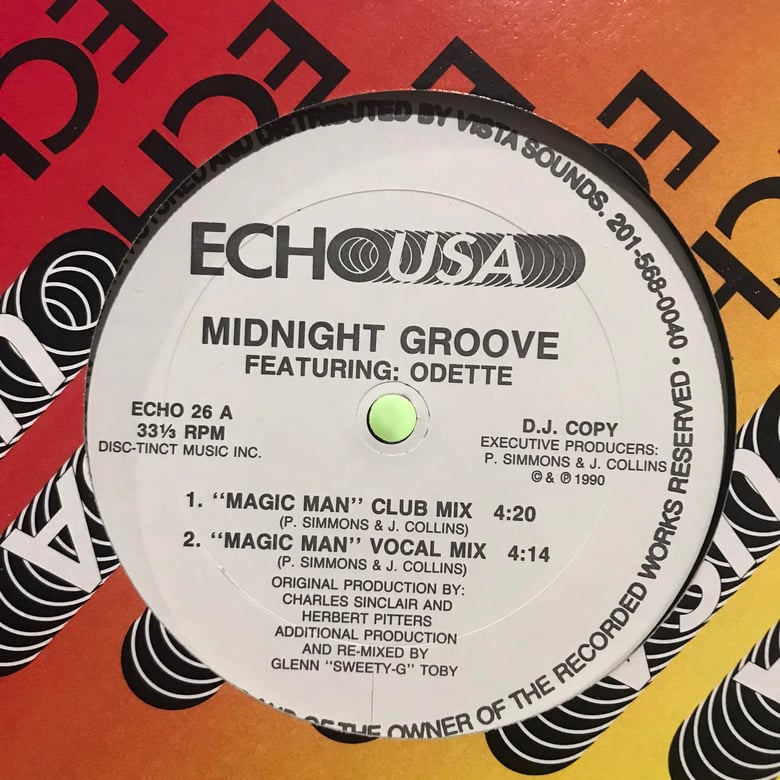 ECHO USA
MIDNIGHT GROOVE
FEATURING: ODETTE
ECHO 26 A
33⅓ RPM
DISC-TINCT MUSIC INC.
D.J. COPY
EXECUTIVE PRODUCERS:
P. SIMMONS & J. COLLINS
© & ℗ 1990
1. "MAGIC MAN" CLUB MIX 4:20
(P. SIMMONS & J. COLLINS)
2. "MAGIC MAN" VOCAL MIX 4:14
(P. SIMMONS & J. COLLINS)
ORIGINAL PRODUCTION BY:
CHARLES SINCLAIR AND
HERBERT PITTERS
ADDITIONAL PRODUCTION
AND RE-MIXED BY
GLENN "SWEETY-G" TOBY
AND DISTRIBUTED BY VISTA SOUNDS. 201-568-0040 •
OF THE OWNER OF THE RECORDED WORKS RESERVED
ECHO
ECHO
E
EC